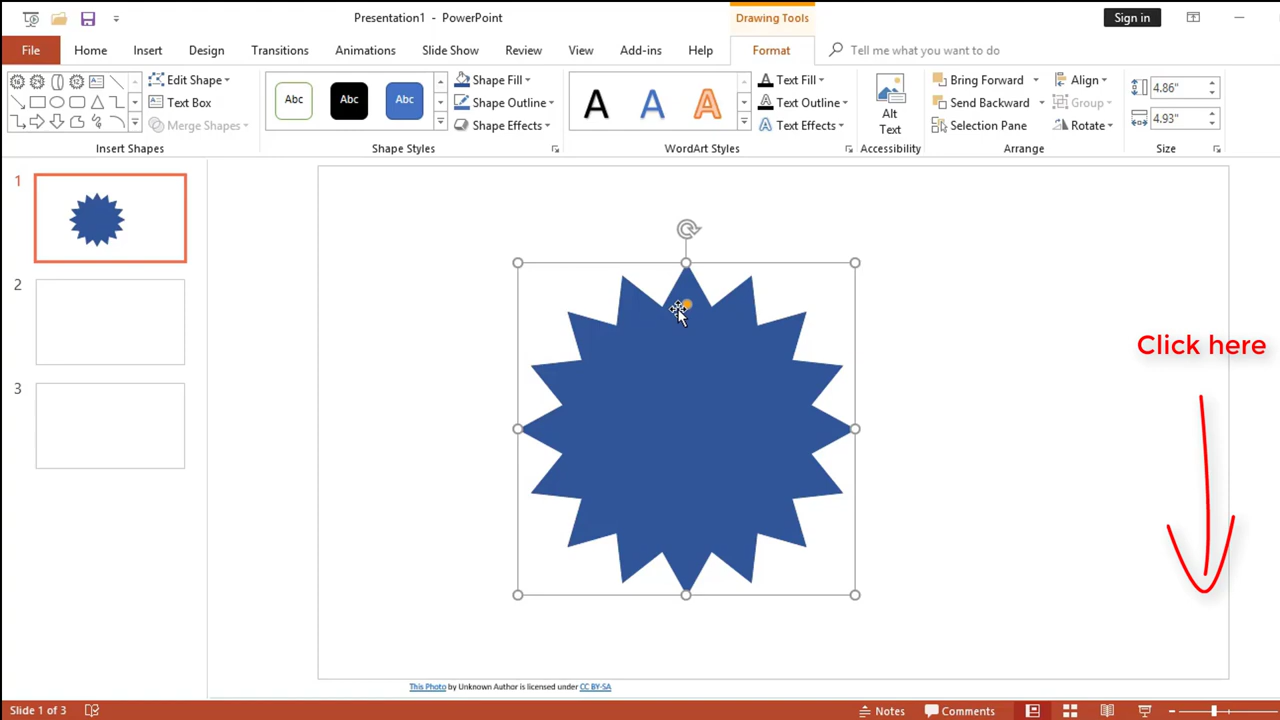 Presentation1 - PowerPoint
Drawing Tools
Sign in
File
Home
Insert
Design
Transitions
Animations
Slide Show
Review
View
Add-ins
Help
Format
Tell me what you want to do
Edit Shape
Text Box
Merge Shapes
Insert Shapes
Abc
Abc
Abc
Shape Fill
Shape Outline
Shape Effects
Shape Styles
A
A
A
Text Fill
Text Outline
Text Effects
WordArt Styles
Alt
Text
Accessibility
Bring Forward
Send Backward
Selection Pane
Align
Group
Rotate
Arrange
4.86"
4.93"
Size
1
2
3
Click here
This Photo by Unknown Author is licensed under CC BY-SA
Slide 1 of 3
Notes
Comments